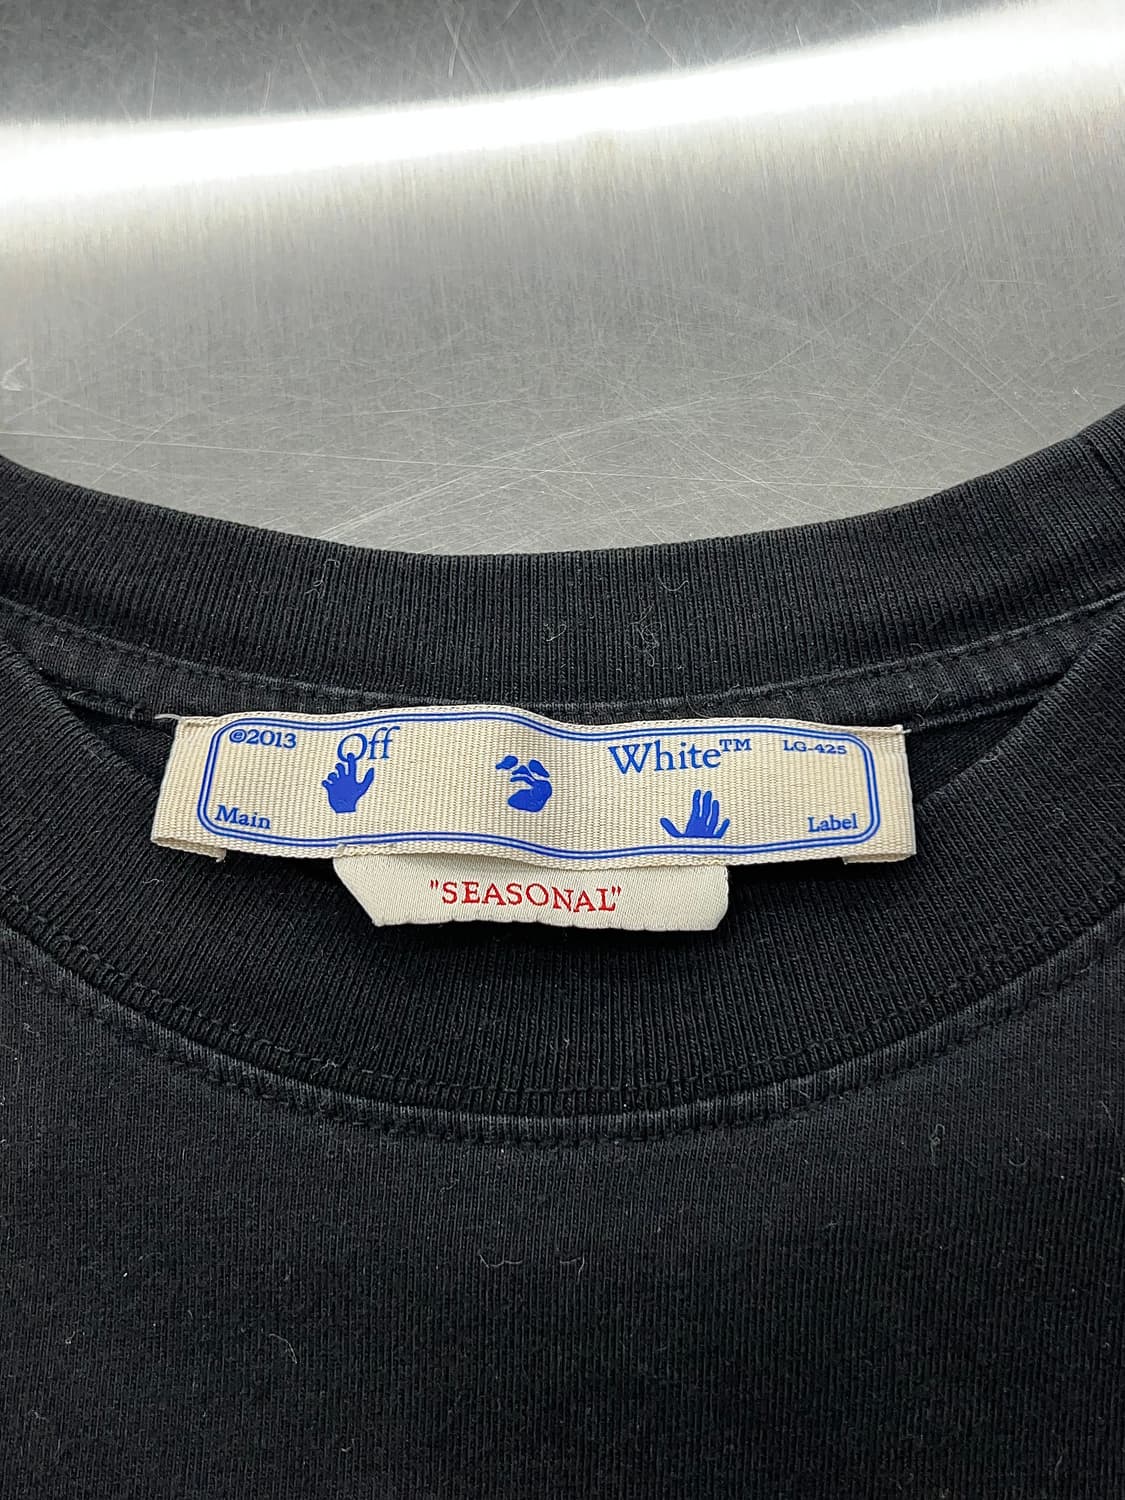 ©2013 Off White™ LG-425
Main Label
"SEASONAL"